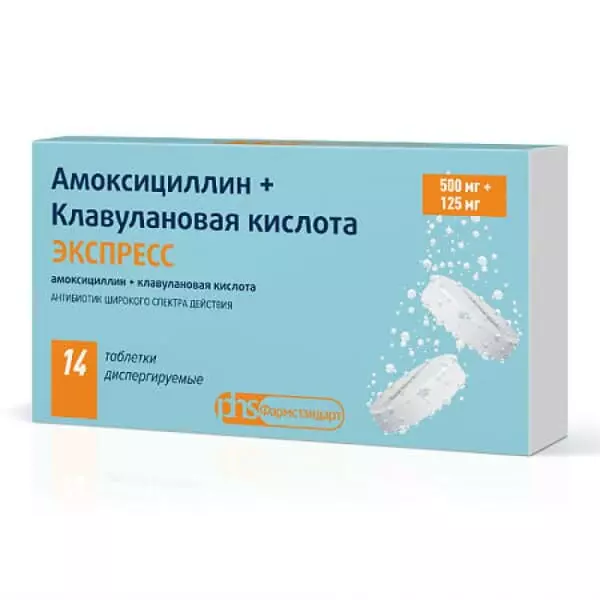 Амоксициллин +
Клавулановая кислота
ЭКСПРЕСС
амоксициллин + клавулановая кислота
АНТИБИОТИК ШИРОКОГО СПЕКТРА ДЕЙСТВИЯ
500 мг +
125 мг
14
таблетки
диспергируемые
phs Фармстандарт